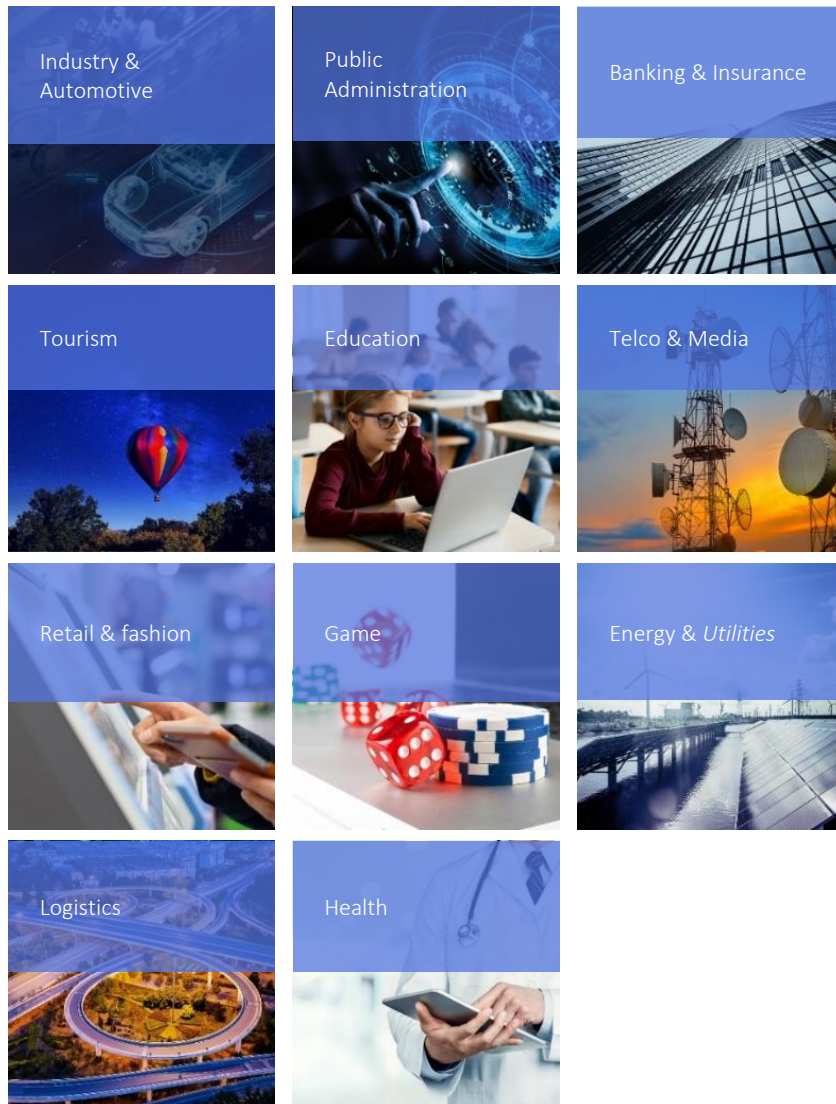 Industry &
Automotive
Public
Administration
Banking & Insurance
Tourism
Education
Telco & Media
Retail & fashion
Game
Energy & Utilities
Logistics
Health